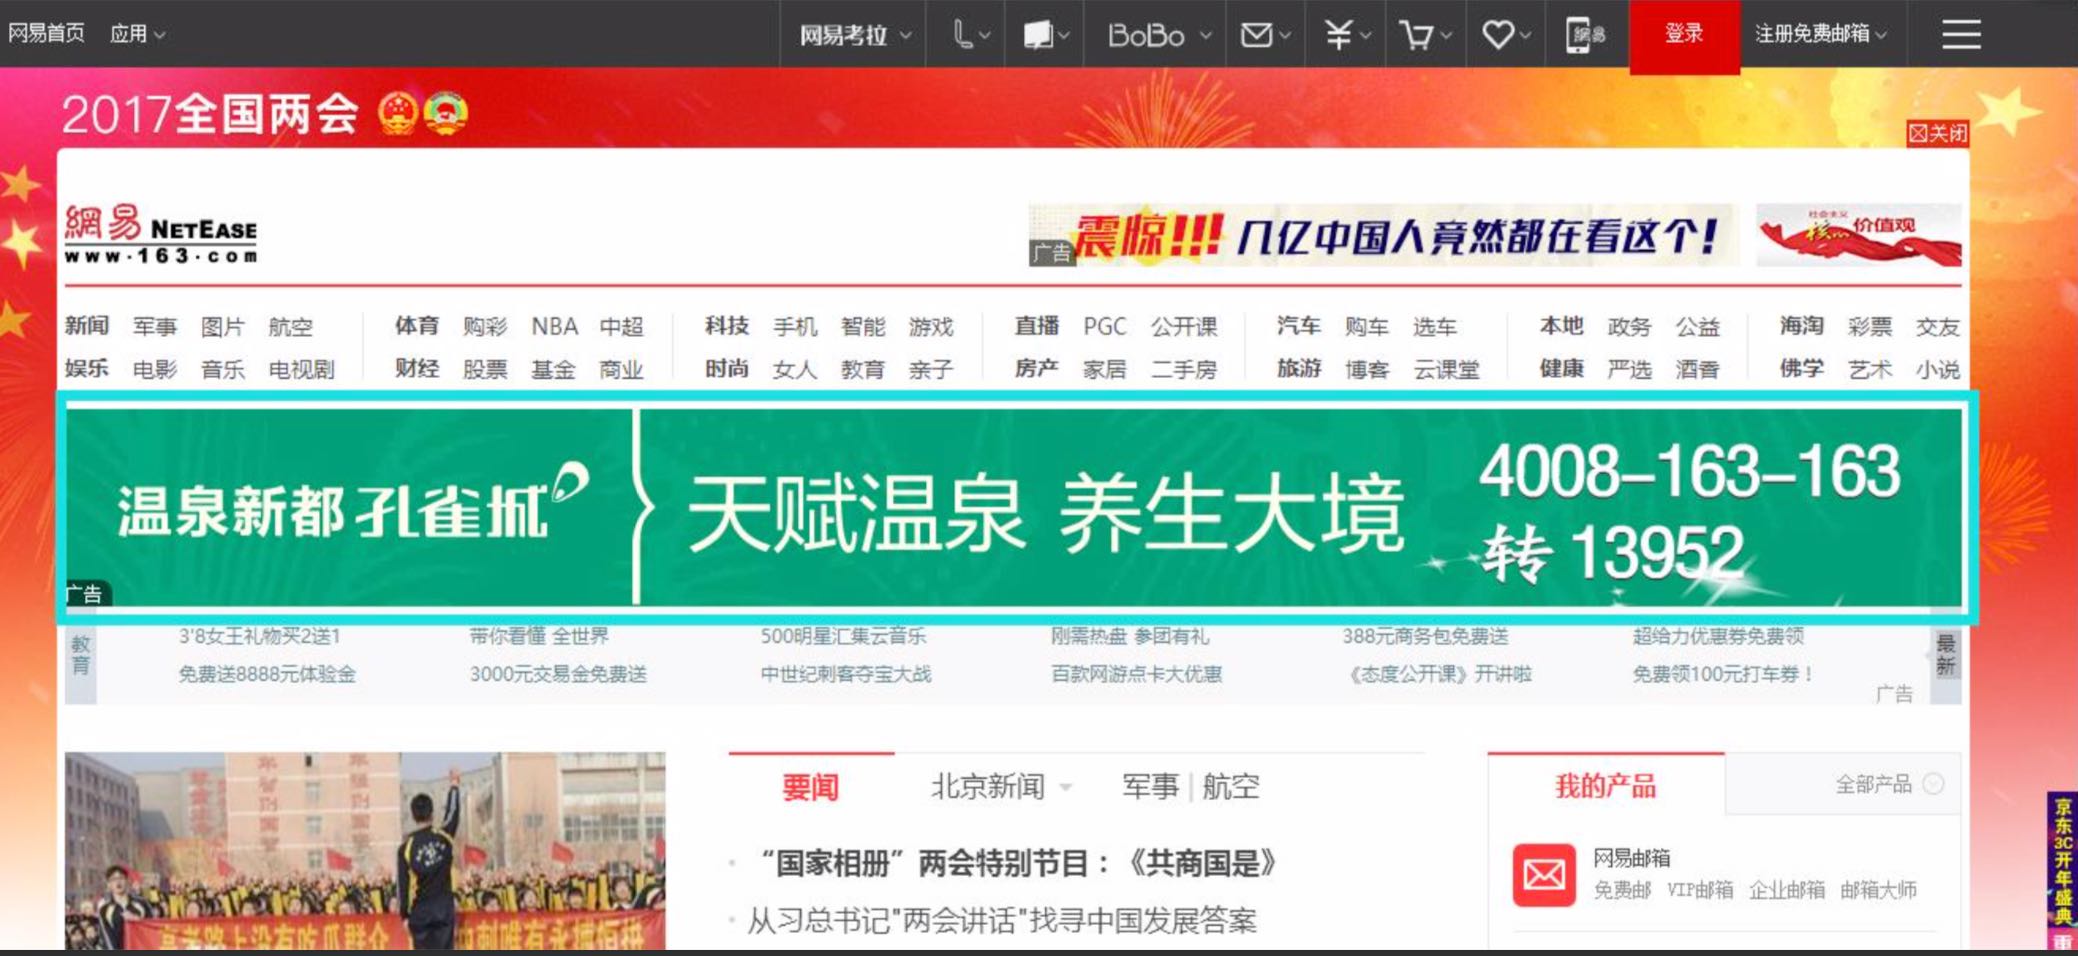 网易首页 应用 网易考拉 BoBo 登录 注册免费邮箱
2017全国两会
关闭
網易 NETEASE
www.163.com
广告 震惊!!! 几亿中国人竟然都在看这个!
社会主义核心价值观
新闻 军事 图片 航空 体育 购彩 NBA 中超 科技 手机 智能 游戏 直播 PGC 公开课 汽车 购车 选车 本地 政务 公益 海淘 彩票 交友
娱乐 电影 音乐 电视剧 财经 股票 基金 商业 时尚 女人 教育 亲子 房产 家居 二手房 旅游 博客 云课堂 健康 严选 酒香 佛学 艺术 小说
温泉新都 孔雀城 天赋温泉 养生大境 4008-163-163
转 13952
广告
教育 3'8女王礼物买2送1 带你看懂 全世界 500明星汇集云音乐 刚需热盘 参团有礼 388元商务包免费送 超给力优惠券免费领 最新
免费送8888元体验金 3000元交易金免费送 中世纪刺客夺宝大战 百款网游点卡大优惠 《态度公开课》开讲啦 免费领100元打车券！
广告
要闻 北京新闻 军事 | 航空 我的产品 全部产品
“国家相册”两会特别节目：《共商国是》
从习总书记"两会讲话"找寻中国发展答案
网易邮箱
免费邮 VIP邮箱 企业邮箱 邮箱大师
京东3C开年盛典
高考路上没有吃瓜群众